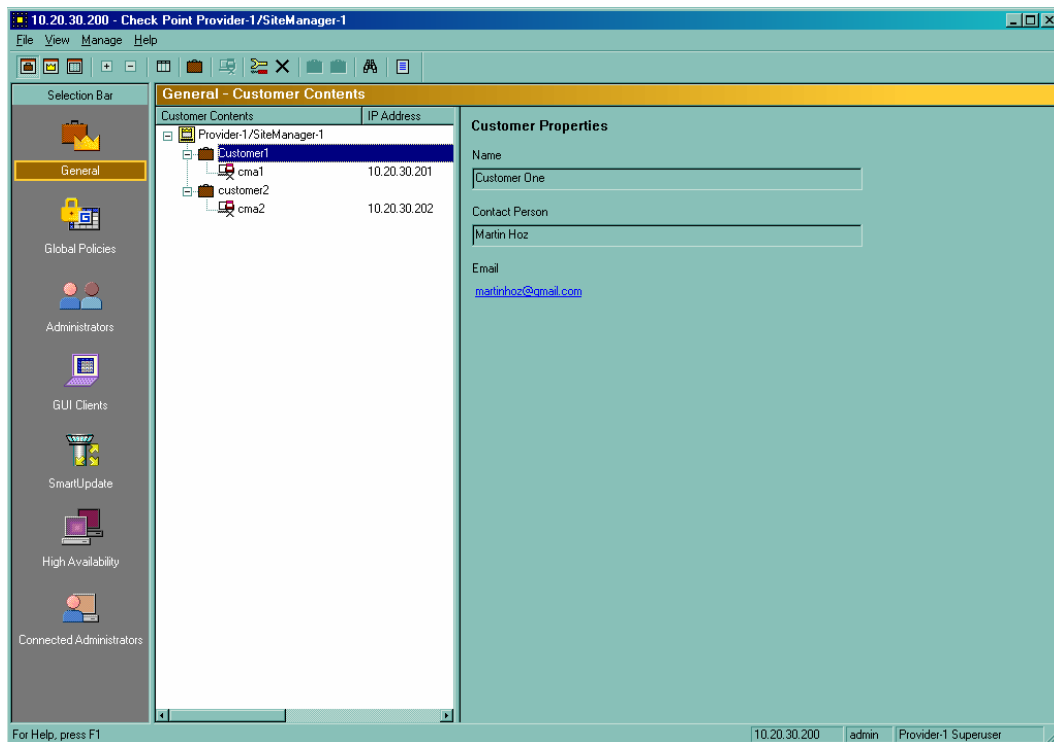 10.20.30.200 - Check Point Provider-1/SiteManager-1
File View Manage Help
Selection Bar
General
Global Policies
Administrators
GUI Clients
SmartUpdate
High Availability
Connected Administrators
General - Customer Contents
Customer Contents IP Address
Provider-1/SiteManager-1
Customer1
cma1 10.20.30.201
customer2
cma2 10.20.30.202
Customer Properties
Name
Customer One
Contact Person
Martin Hoz
Email
martinhoz@gmail.com
For Help, press F1
10.20.30.200 admin Provider-1 Superuser